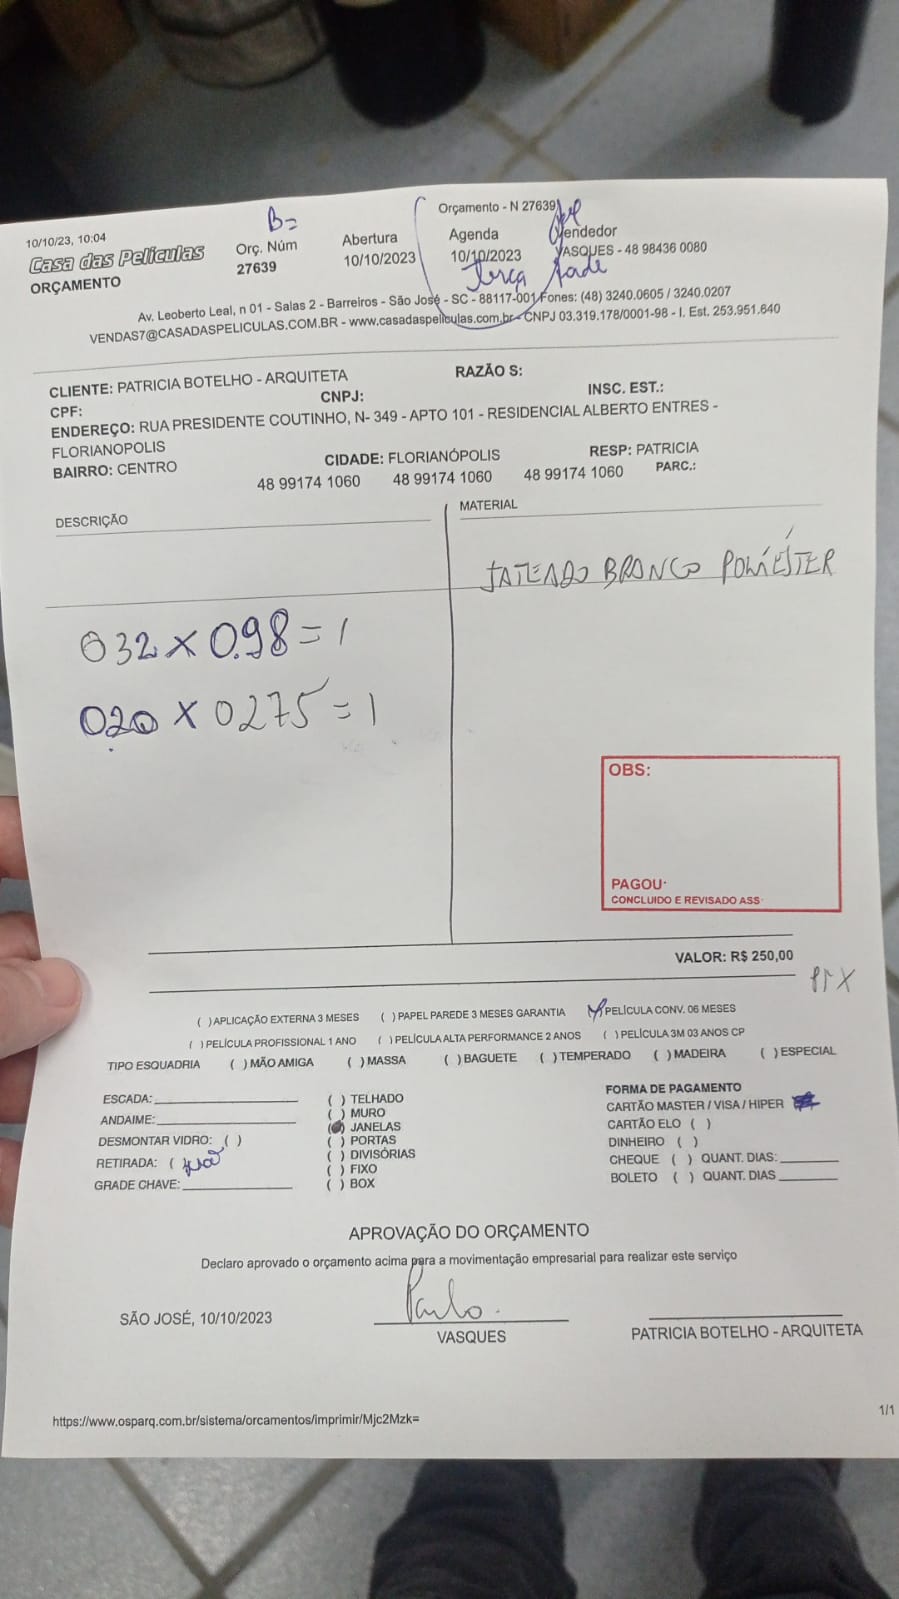 10/10/23, 10:04
Orçamento - N 27639
B=
Casa das Películas
ORÇAMENTO
Orç. Núm
27639
Abertura
10/10/2023
Agenda
10/10/2023
Terça tarde
Vendedor
VASQUES - 48 98436 0080
Av. Leoberto Leal, n 01 - Salas 2 - Barreiros - São José - SC - 88117-001 Fones: (48) 3240.0605 / 3240.0207
VENDAS7@CASADASPELICULAS.COM.BR - www.casadaspeliculas.com.br - CNPJ 03.319.178/0001-98 - I. Est. 253.951.640
CLIENTE: PATRICIA BOTELHO - ARQUITETA RAZÃO S:
CPF: CNPJ: INSC. EST.:
ENDEREÇO: RUA PRESIDENTE COUTINHO, N- 349 - APTO 101 - RESIDENCIAL ALBERTO ENTRES -
FLORIANOPOLIS
BAIRRO: CENTRO CIDADE: FLORIANÓPOLIS RESP: PATRICIA
48 99174 1060 48 99174 1060 48 99174 1060 PARC.:
DESCRIÇÃO
MATERIAL
JATEADO BRANCO POLIÉSTER
032 X 0.98 = 1
020 X 0275 = 1
OBS:
PAGOU·
CONCLUIDO E REVISADO ASS·
VALOR: R$ 250,00
( )APLICAÇÃO EXTERNA 3 MESES ( )PAPEL PAREDE 3 MESES GARANTIA ( )PELÍCULA CONV. 06 MESES
( )PELÍCULA PROFISSIONAL 1 ANO ( )PELÍCULA ALTA PERFORMANCE 2 ANOS ( )PELÍCULA 3M 03 ANOS CP
TIPO ESQUADRIA ( )MÃO AMIGA ( )MASSA ( )BAGUETE ( )TEMPERADO ( )MADEIRA ( )ESPECIAL
ESCADA:
ANDAIME:
DESMONTAR VIDRO: ( )
RETIRADA: (
GRADE CHAVE:
( ) TELHADO
( ) MURO
( ) JANELAS
( ) PORTAS
( ) DIVISÓRIAS
( ) FIXO
( ) BOX
FORMA DE PAGAMENTO
CARTÃO MASTER / VISA / HIPER
CARTÃO ELO ( )
DINHEIRO ( )
CHEQUE ( ) QUANT. DIAS:
BOLETO ( ) QUANT. DIAS
APROVAÇÃO DO ORÇAMENTO
Declaro aprovado o orçamento acima para a movimentação empresarial para realizar este serviço
SÃO JOSÉ, 10/10/2023
Paulo.
VASQUES
PATRICIA BOTELHO - ARQUITETA
https://www.osparq.com.br/sistema/orcamentos/imprimir/Mjc2Mzk=
1/1